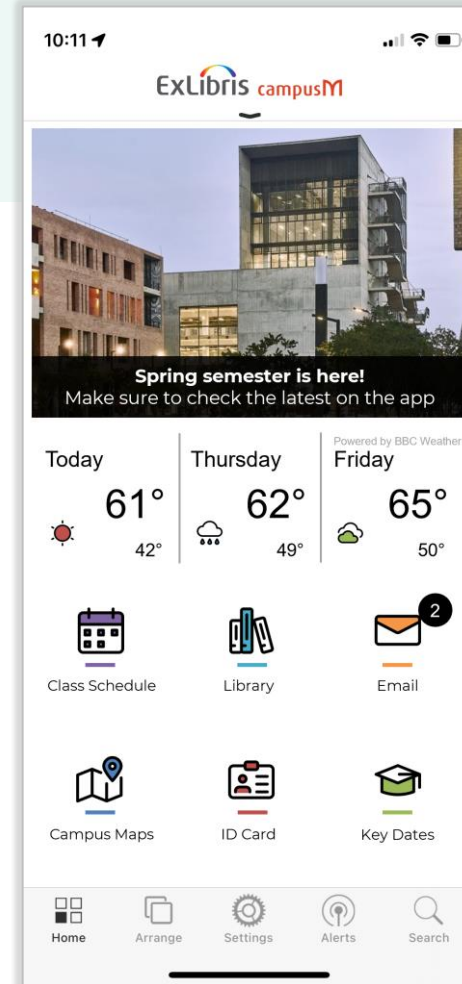 10:11
ExLibris campusM
Spring semester is here!
Make sure to check the latest on the app
Powered by BBC Weather
Today Thursday Friday
61° 62° 65°
42° 49° 50°
2
Class Schedule Library Email
Campus Maps ID Card Key Dates
Home Arrange Settings Alerts Search